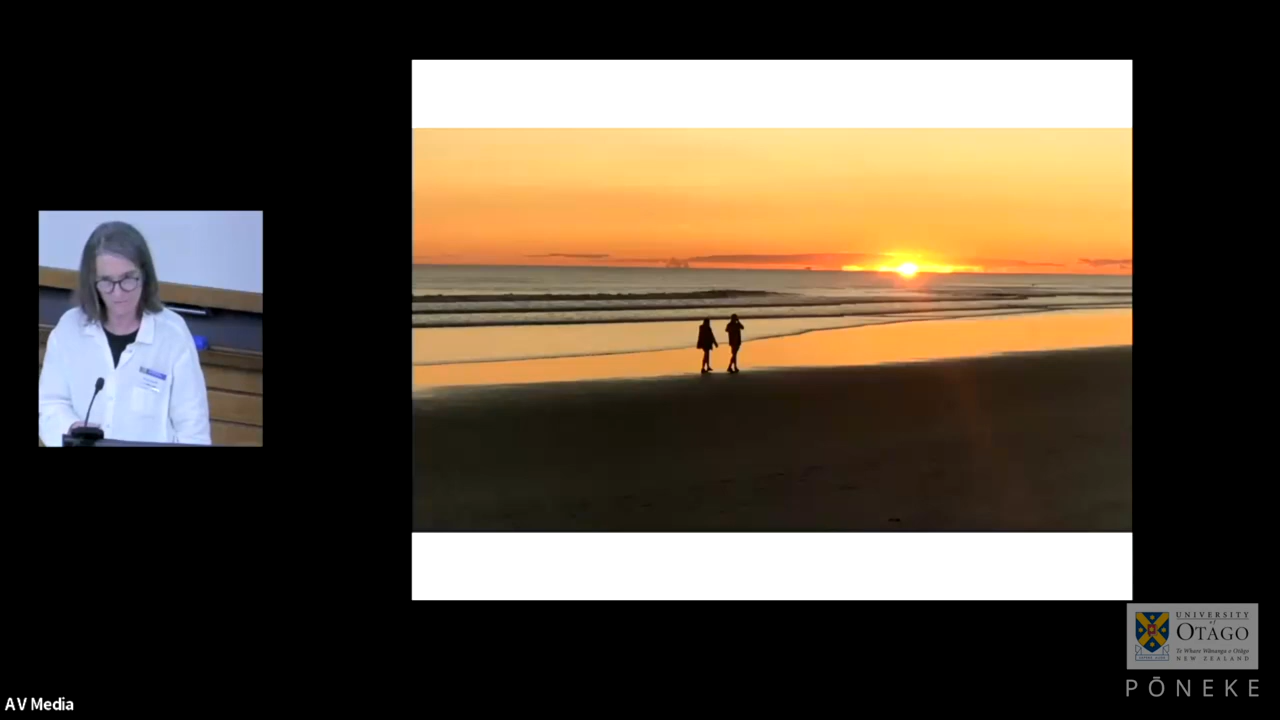 UNIVERSITY
of
OTAGO
Te Whare Wānanga o Otāgo
NEW ZEALAND
PŌNEKE
AV Media